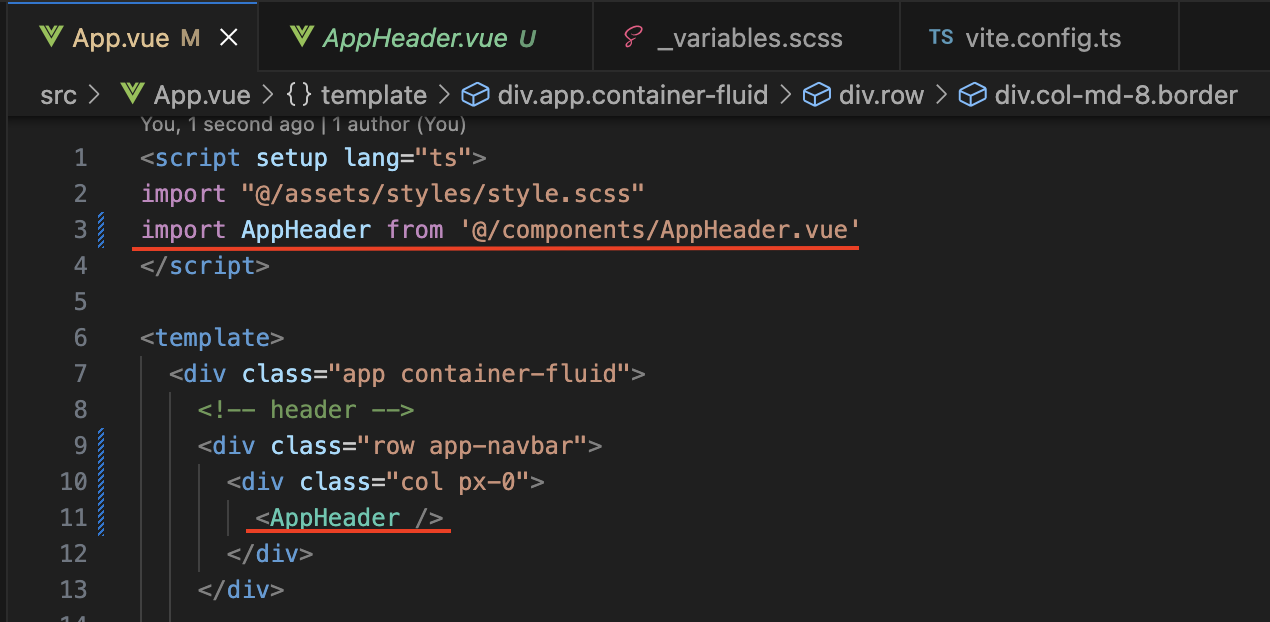 App.vue M AppHeader.vue U _variables.scss TS vite.config.ts
src > App.vue > {} template > div.app.container-fluid > div.row > div.col-md-8.border
You, 1 second ago | 1 author (You)
1 <script setup lang="ts">
2 import "@/assets/styles/style.scss"
3 import AppHeader from '@/components/AppHeader.vue'
4 </script>
5
6 <template>
7 <div class="app container-fluid">
8 <!-- header -->
9 <div class="row app-navbar">
10 <div class="col px-0">
11 <AppHeader />
12 </div>
13 </div>
14